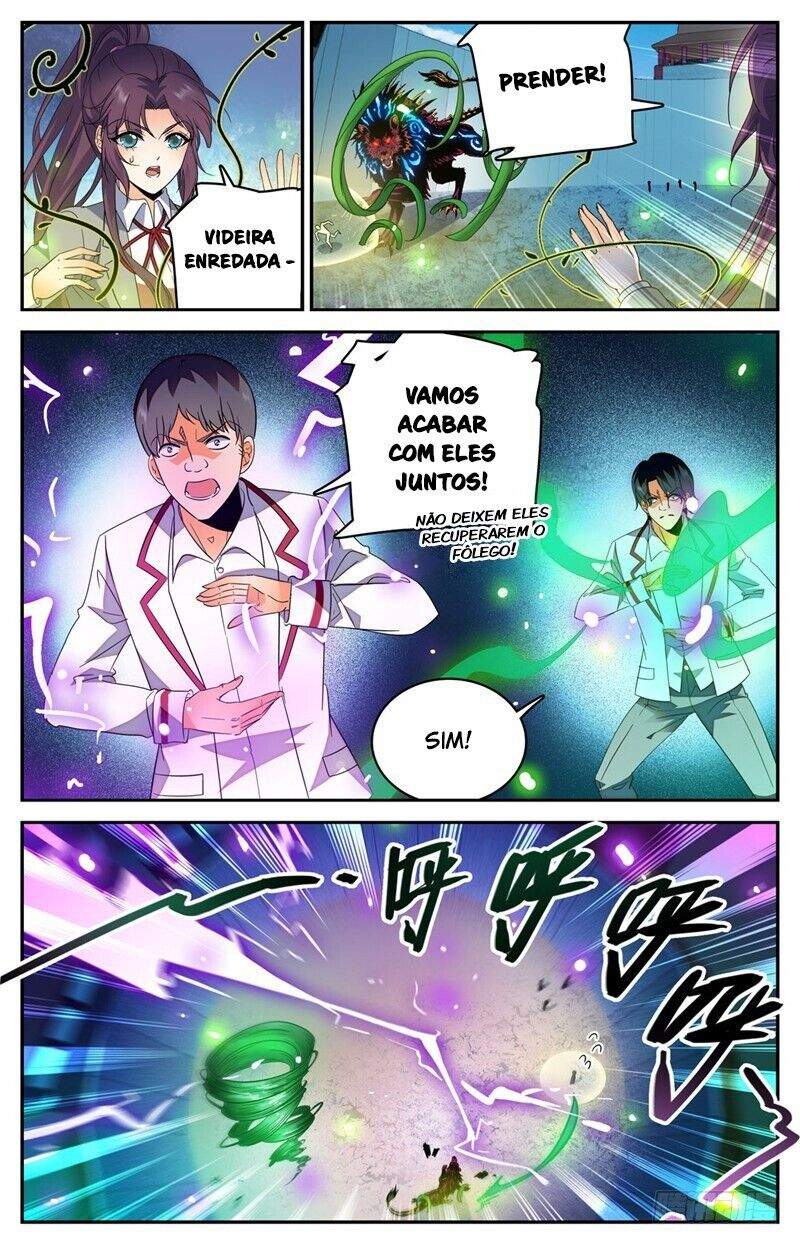 VIDEIRA
ENREDADA -
PRENDER!
VAMOS
ACABAR
COM ELES
JUNTOS!
NÃO DEIXEM ELES
RECUPERAREM O
FÔLEGO!
SIM!
呼呼呼呼